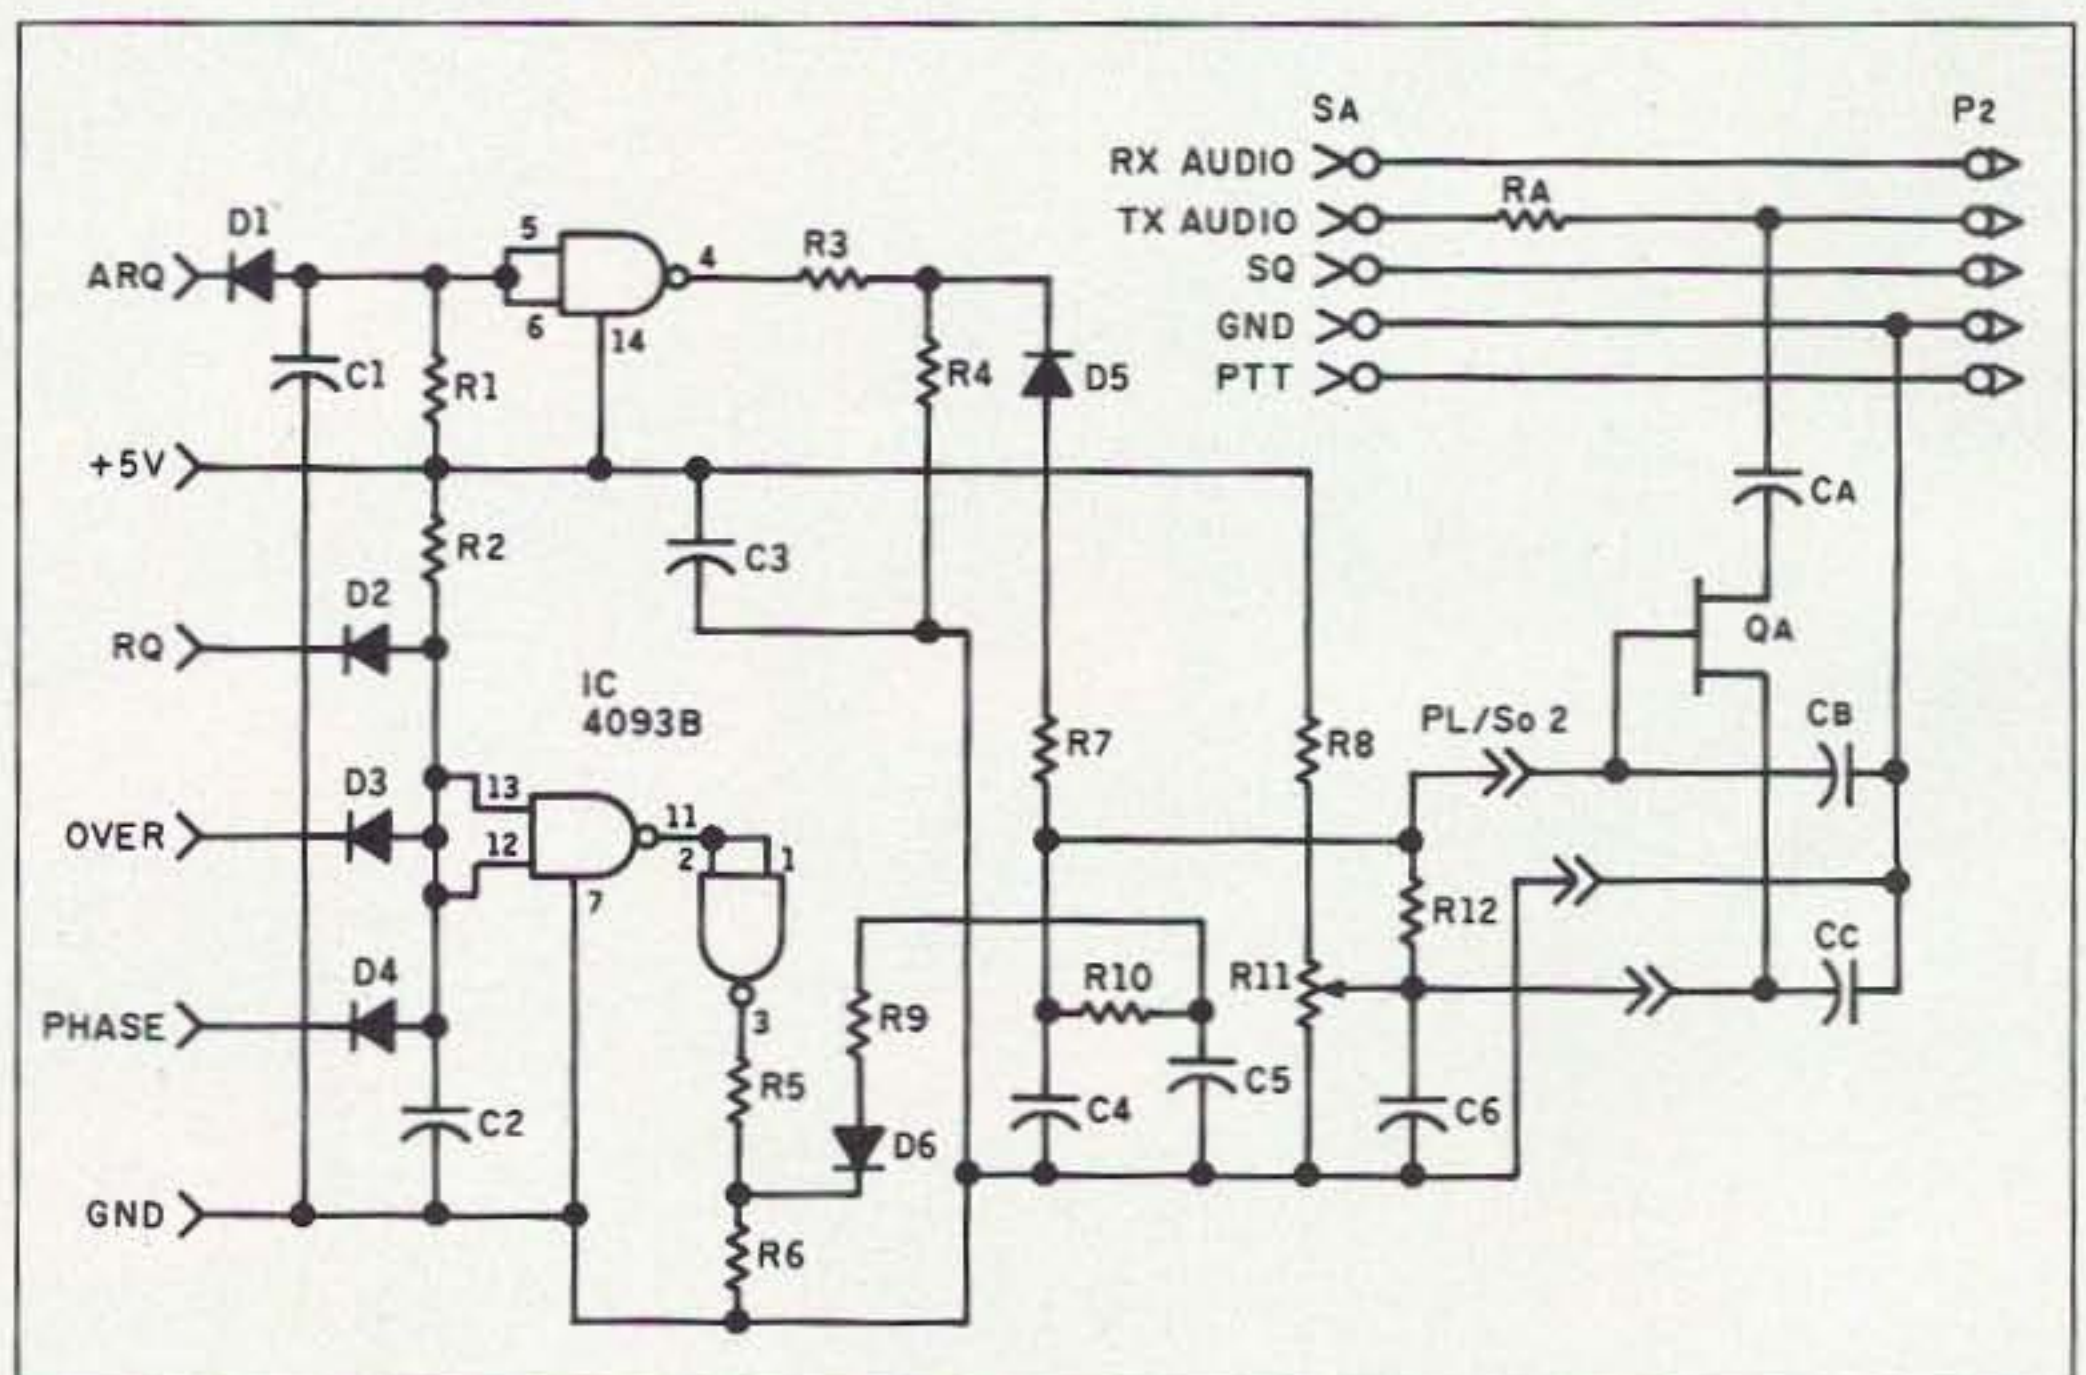 SA
P2
RX AUDIO
RA
TX AUDIO
D1
5
4
R3
SQ
ARQ
6
14
GND
C1
R1
R4
D5
PTT
+5V
CA
R2
C3
D2
RQ
QA
IC
4093B
PL/So 2
CB
R7
R8
D3
13
11
OVER
12
2
1
7
R12
D4
Cc
R10
R11
PHASE
3
R9
R5
C5
C2
D6
C4
C6
GND
R6